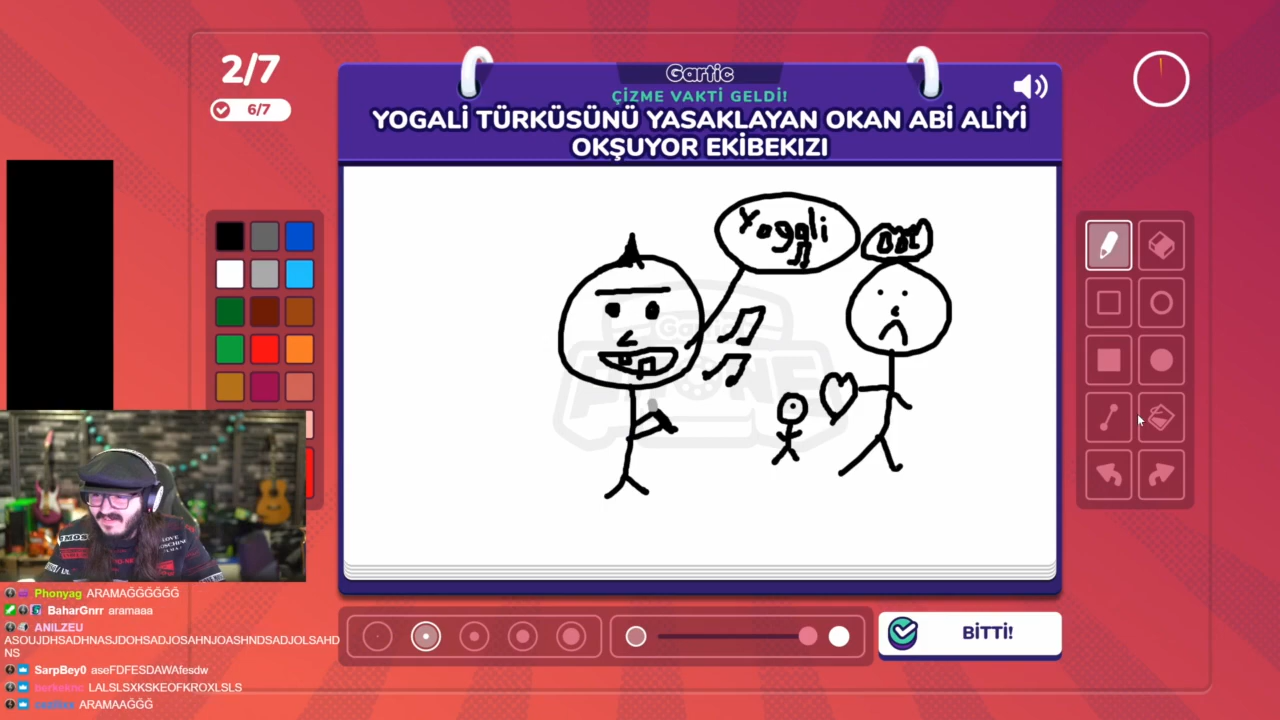 2/7
6/7
Gartic
ÇİZME VAKTİ GELDİ!
YOGALİ TÜRKÜSÜNÜ YASAKLAYAN OKAN ABİ ALİYİ
OKŞUYOR EKİBEKIZI
Yogali
BİTTİ!
Phonyag ARAMAĞĞĞĞĞĞ
BaharGnrr aramaaa
ANILZEU
ASOUJDHSADHNASJDOHSADJOSAHNJOASHNDSADJOLSAHD
NS
SarpBey0 aseFDFESDAWAfesdw
LALSLSXKSKEOFKROXLSLS
ARAMAAĞĞĞ